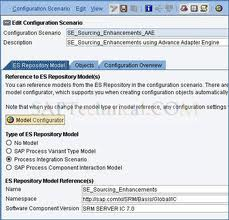 Configuration Scenario Edit View
Edit Configuration Scenario
Configuration Scenario SE_Sourcing_Enhancements_AAE
Description SE_Sourcing_Enhancements using Advance Adapter Engine
ES Repository Model Objects Configuration Overview
Reference to ES Repository Model(s)
You can reference models from the ES Repository in the configuration scenario. There are
model configurator, which supports you when creating configuration objects automatically
Note that when you change the model type or model reference, any configuration settings
Model Configurator
Type of ES Repository Model
No Model
SAP Process Variant Type Model
Process Integration Scenario
SAP Process Component Interaction Model
ES Repository Model Reference(s)
Name SE_Sourcing_Enhancements
Namespace http://sap.com/xi/SRM/Basis/Global/IC
Software Component Version SRM SERVER IC 7.0